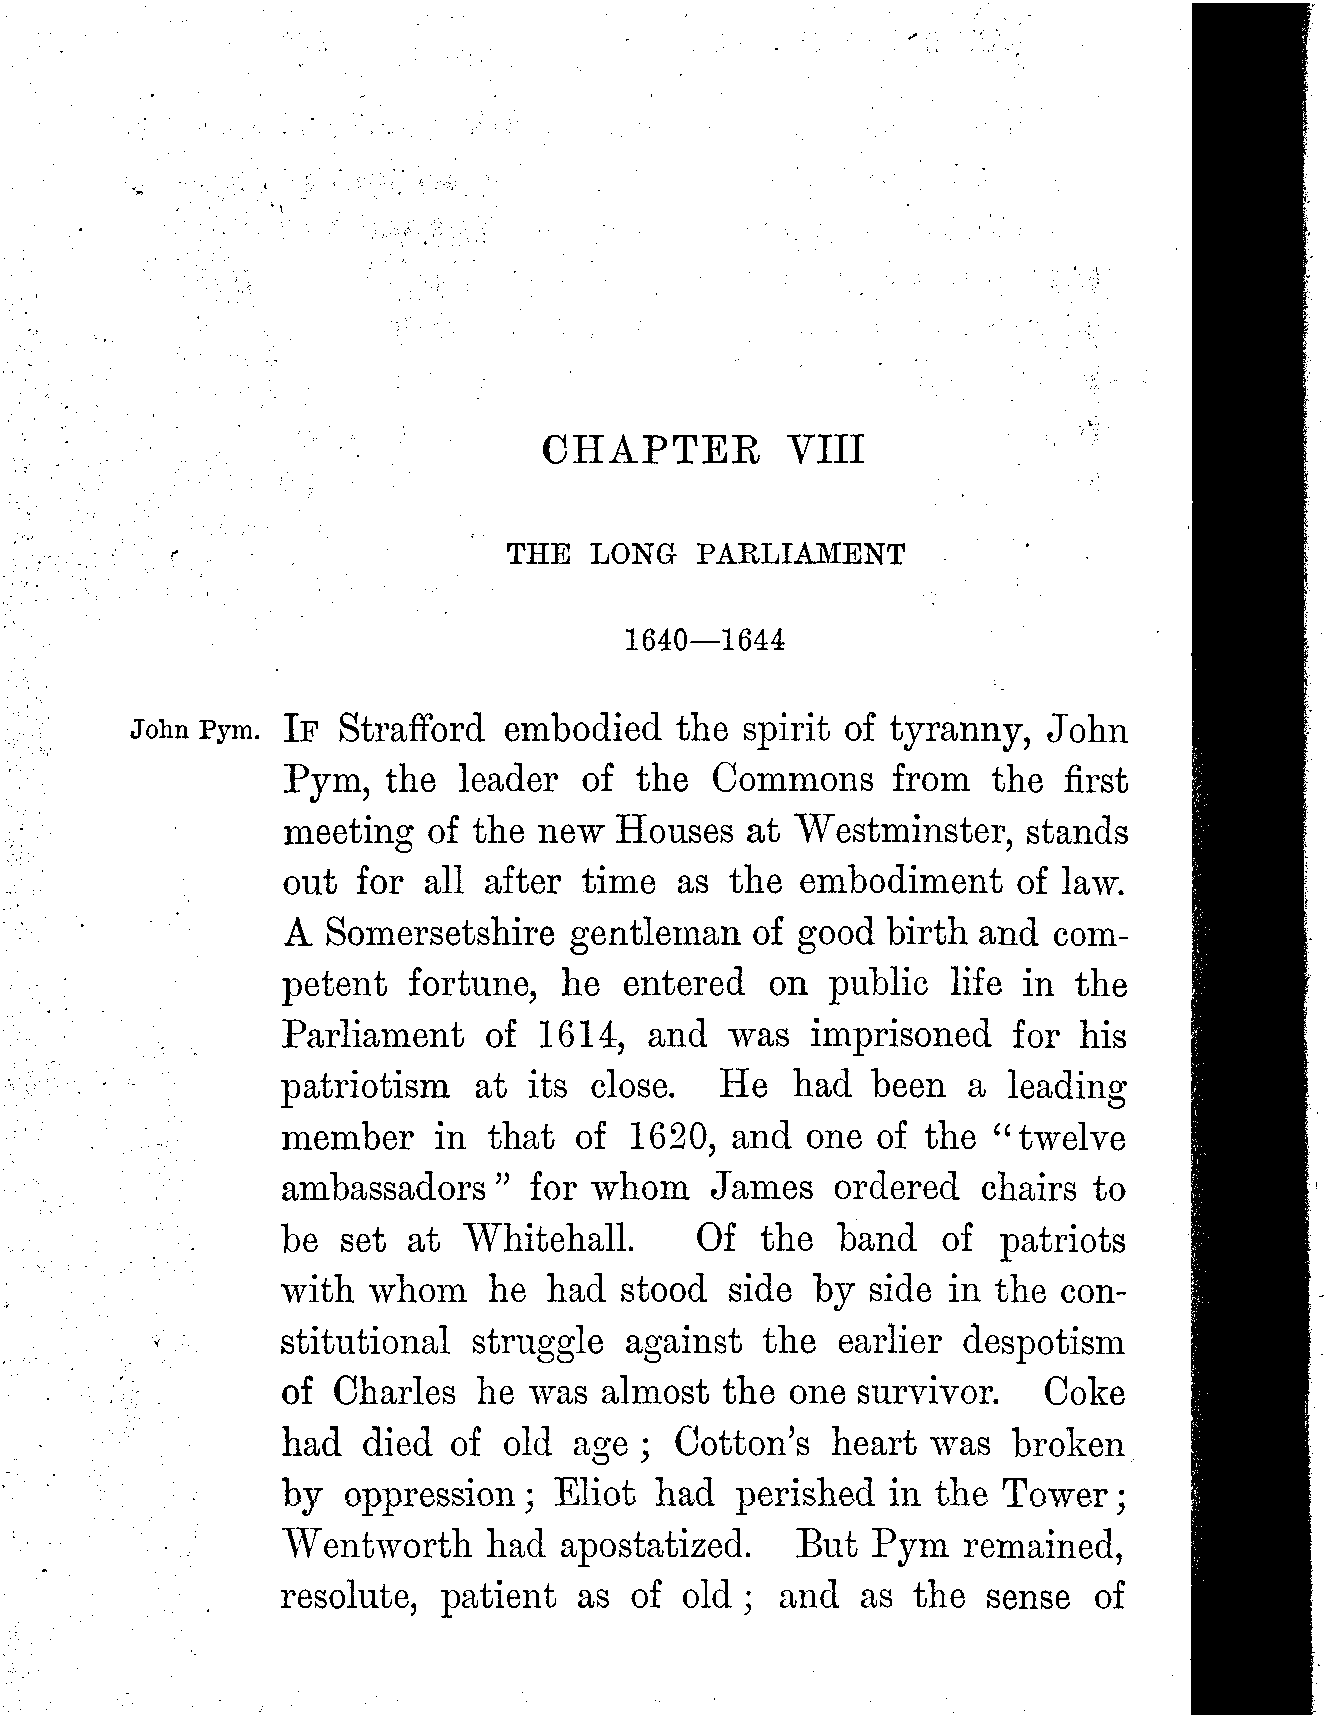 CHAPTER VIII
THE LONG PARLIAMENT
1640—1644
John Pym. IF Strafford embodied the spirit of tyranny, John
Pym, the leader of the Commons from the first
meeting of the new Houses at Westminster, stands
out for all after time as the embodiment of law.
A Somersetshire gentleman of good birth and com-
petent fortune, he entered on public life in the
Parliament of 1614, and was imprisoned for his
patriotism at its close. He had been a leading
member in that of 1620, and one of the "twelve
ambassadors" for whom James ordered chairs to
be set at Whitehall. Of the band of patriots
with whom he had stood side by side in the con-
stitutional struggle against the earlier despotism
of Charles he was almost the one survivor. Coke
had died of old age; Cotton's heart was broken
by oppression; Eliot had perished in the Tower;
Wentworth had apostatized. But Pym remained,
resolute, patient as of old; and as the sense of